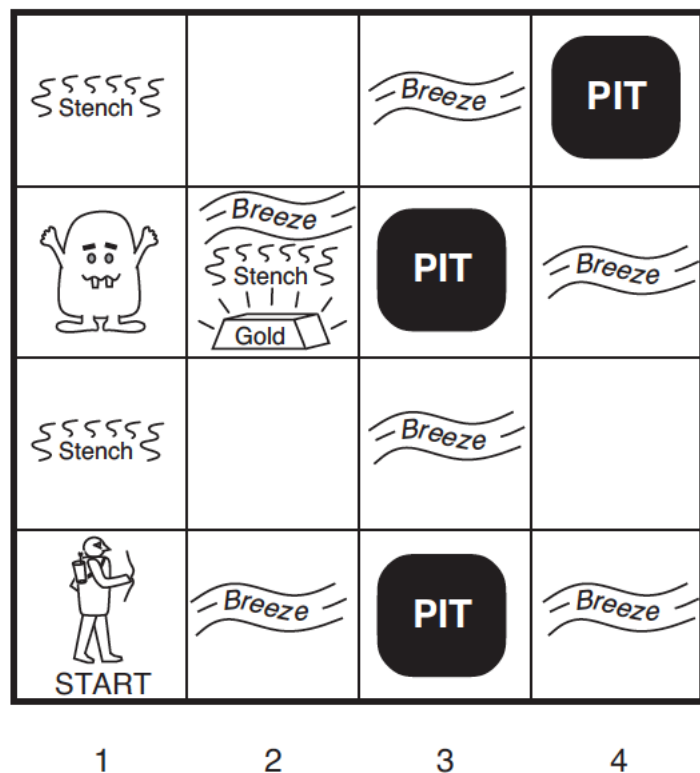 Stench
Breeze
PIT
Breeze
Stench
Gold
PIT
Breeze
Stench
Breeze
START
Breeze
PIT
Breeze
1 2 3 4